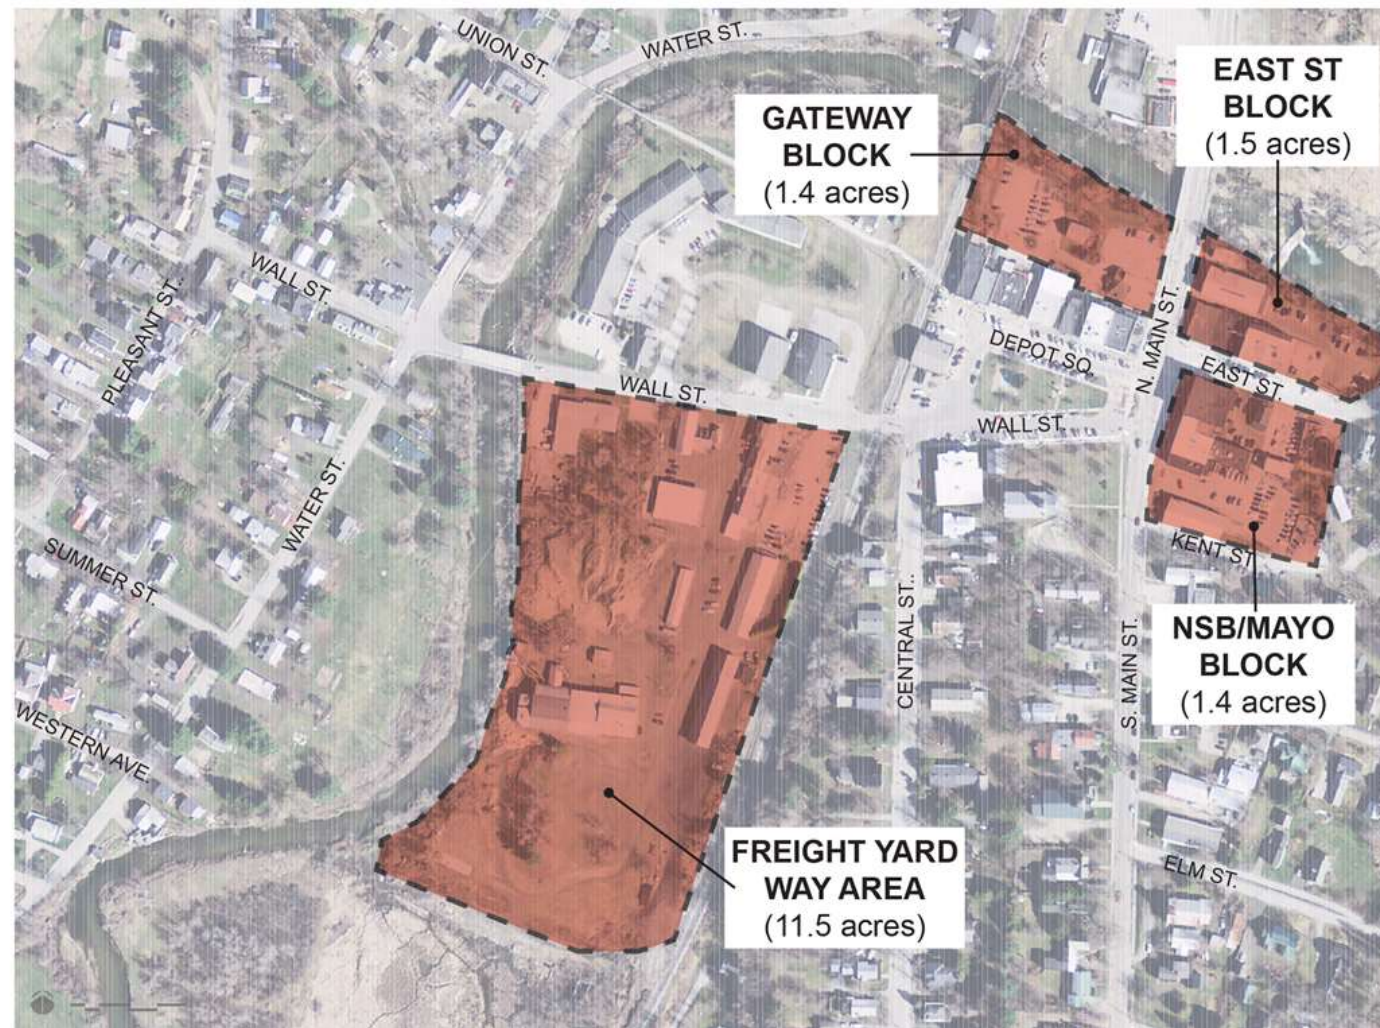 UNION ST.
WATER ST.
EAST ST
BLOCK
(1.5 acres)
GATEWAY
BLOCK
(1.4 acres)
WALL ST.
PLEASANT ST.
N. MAIN ST.
DEPOT SQ.
EAST ST.
WALL ST.
WALL ST.
WATER ST.
SUMMER ST.
KENT ST.
CENTRAL ST..
S. MAIN ST.
NSB/MAYO
BLOCK
(1.4 acres)
WESTERN AVE.
FREIGHT YARD
WAY AREA
(11.5 acres)
ELM ST.